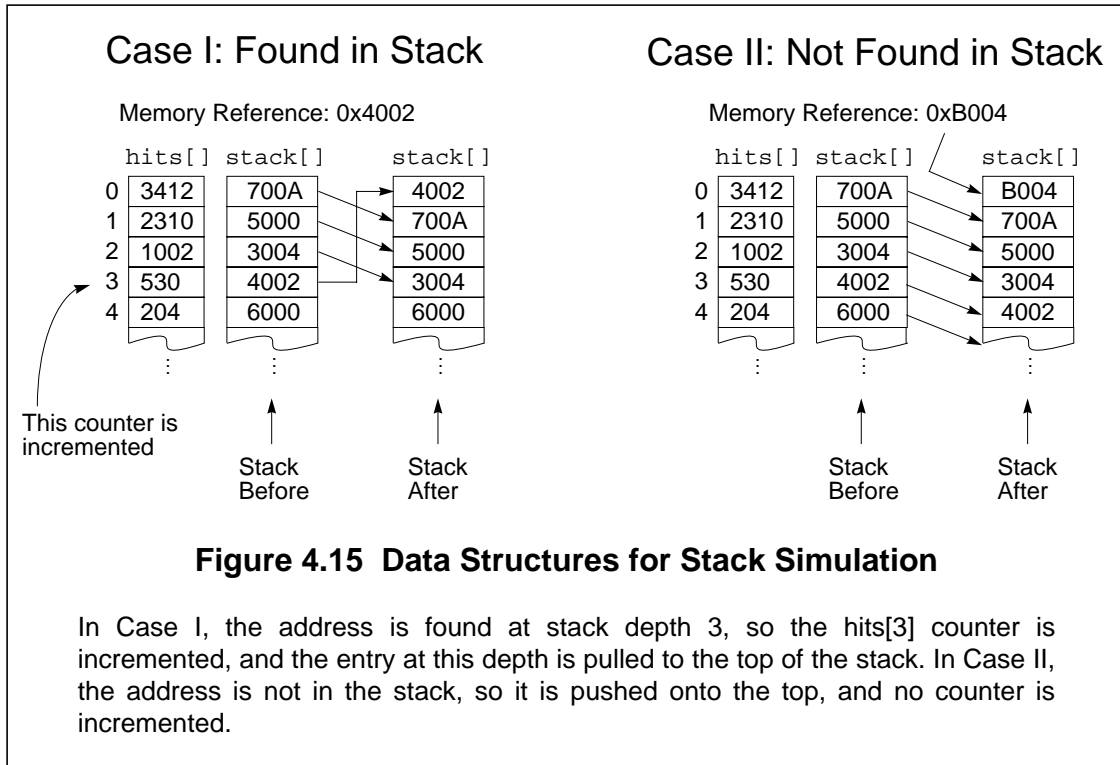 Case I: Found in Stack
Memory Reference: 0x4002
hits[] stack[] stack[]
0 3412 700A 4002
1 2310 5000 700A
2 1002 3004 5000
3 530 4002 3004
4 204 6000 6000
... ... ...
This counter is
incremented
Stack
Before
Stack
After
Case II: Not Found in Stack
Memory Reference: 0xB004
hits[] stack[] stack[]
0 3412 700A B004
1 2310 5000 700A
2 1002 3004 5000
3 530 4002 3004
4 204 6000 4002
... ... ...
Stack
Before
Stack
After
Figure 4.15 Data Structures for Stack Simulation
In Case I, the address is found at stack depth 3, so the hits[3] counter is
incremented, and the entry at this depth is pulled to the top of the stack. In Case II,
the address is not in the stack, so it is pushed onto the top, and no counter is
incremented.